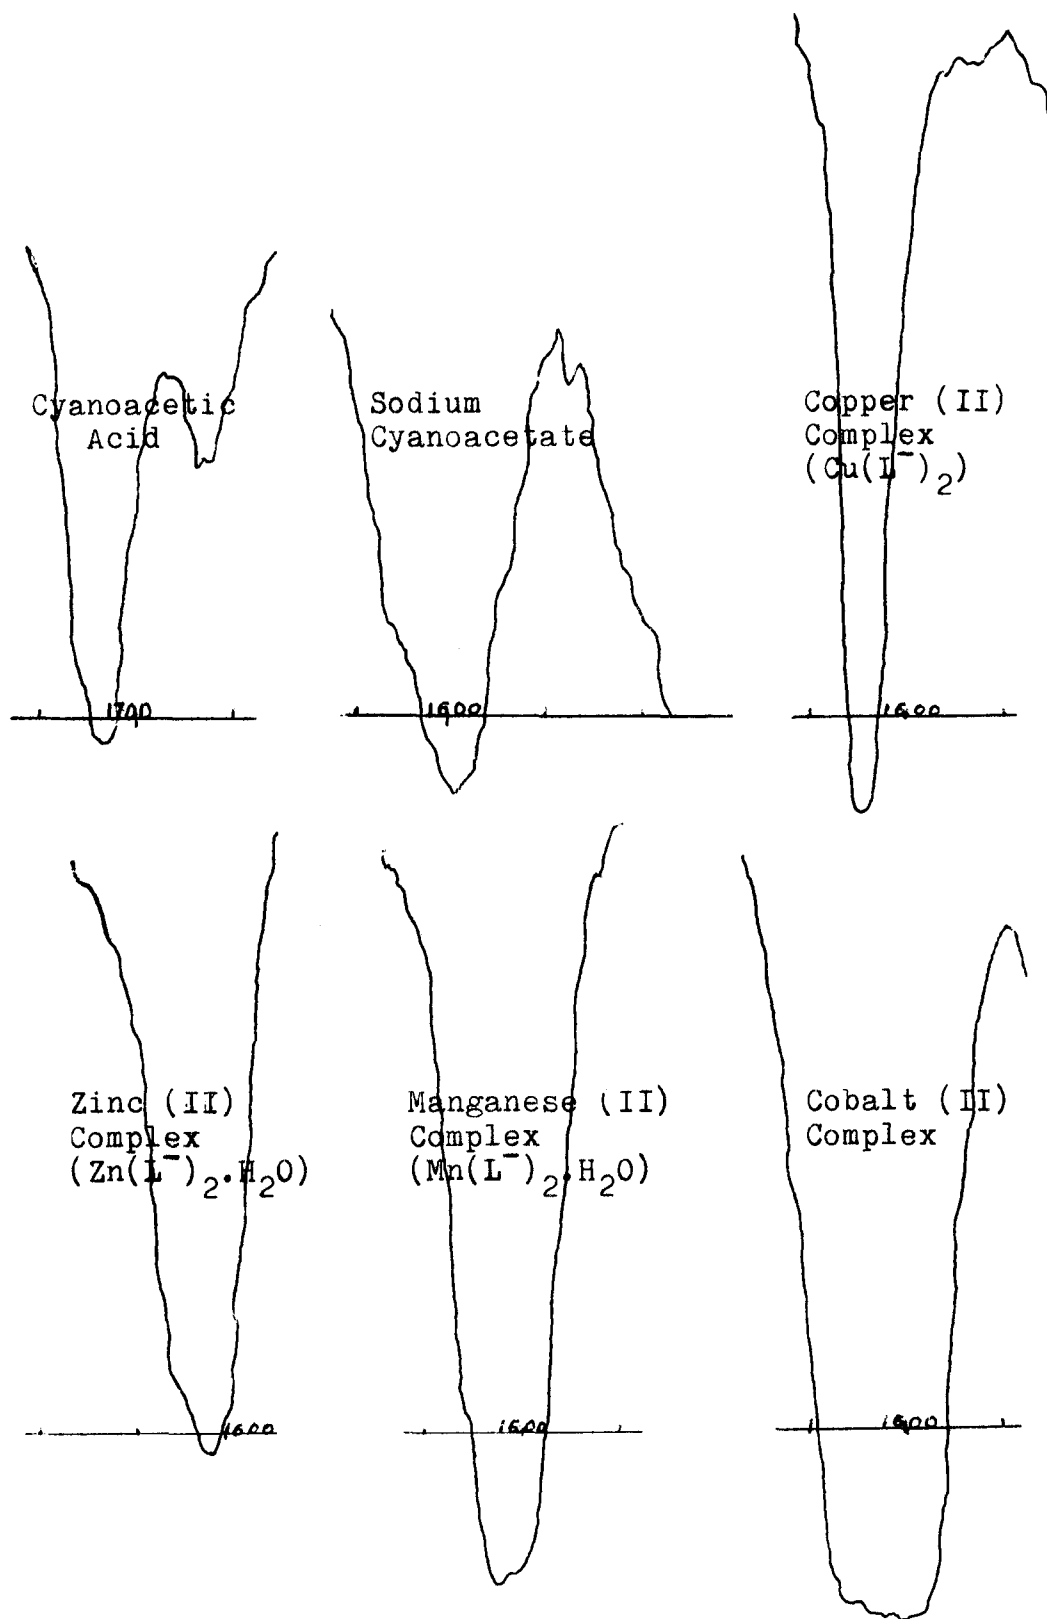 Cyanoacetic
Acid
Sodium
Cyanoacetate
Copper (II)
Complex
(Cu(L⁻)₂)
1700
1600
1600
Zinc (II)
Complex
(Zn(L⁻)₂.H₂O)
Manganese (II)
Complex
(Mn(L⁻)₂.H₂O)
Cobalt (II)
Complex
1600
1600
1600